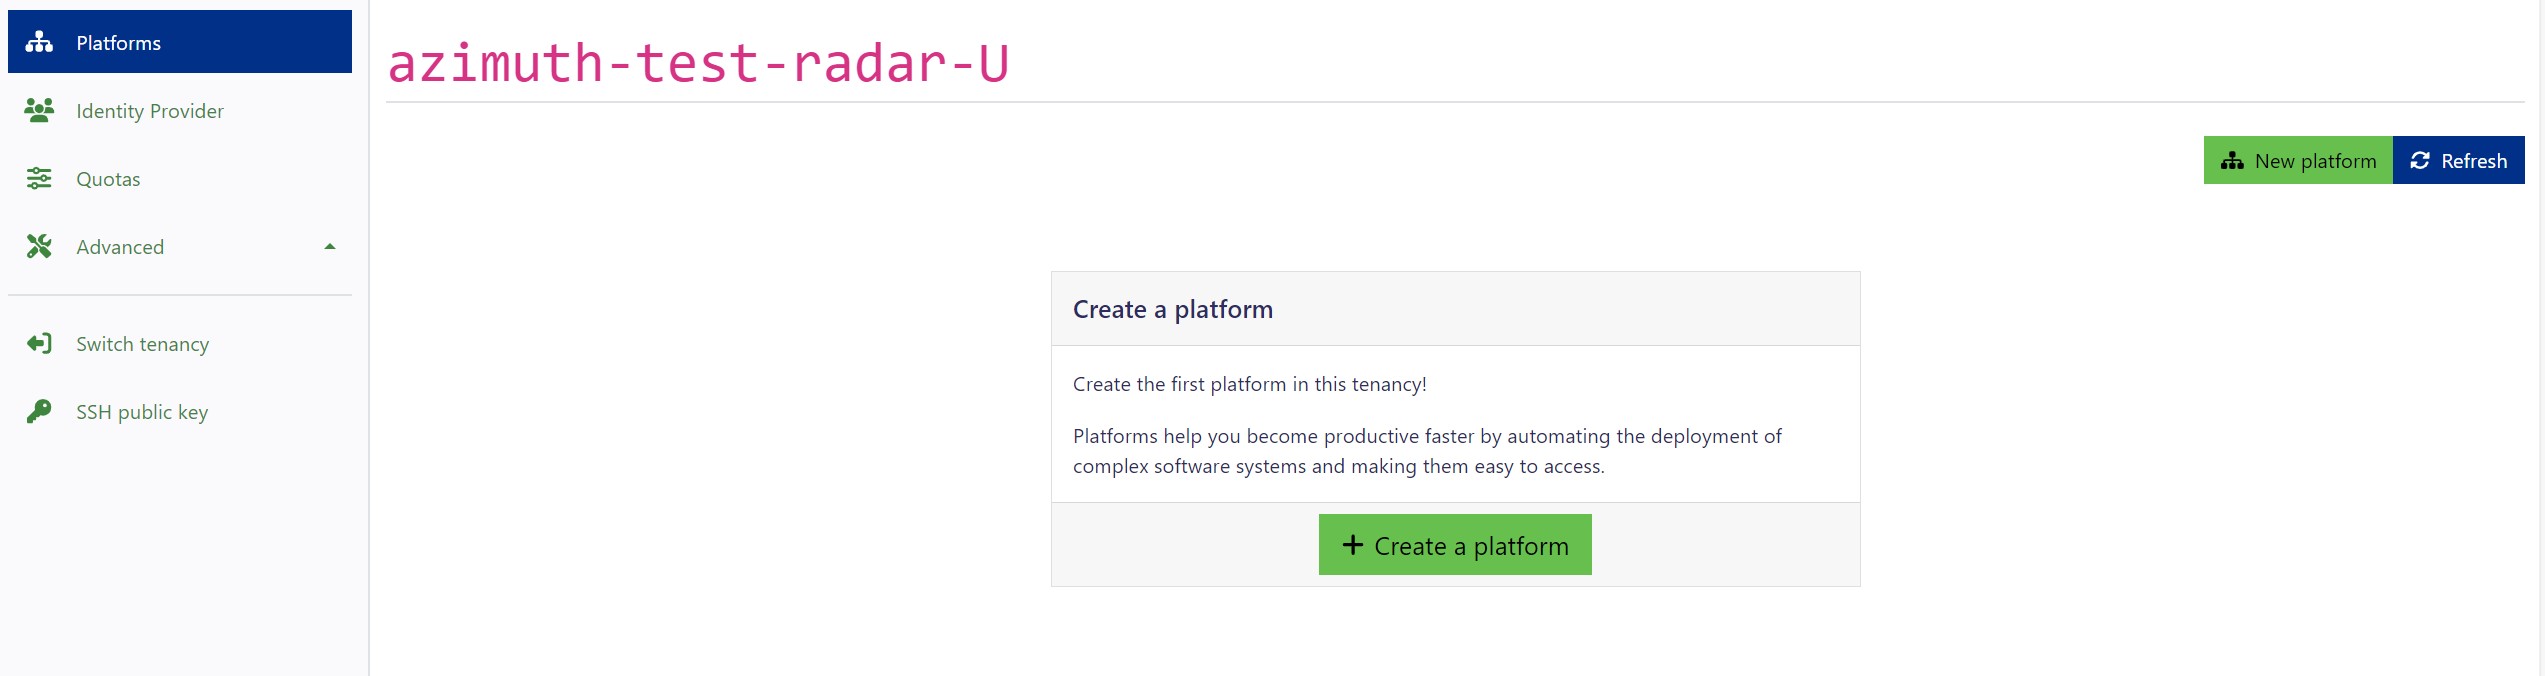 Platforms
Identity Provider
Quotas
Advanced
Switch tenancy
SSH public key
azimuth-test-radar-U
New platform
Refresh
Create a platform
Create the first platform in this tenancy!
Platforms help you become productive faster by automating the deployment of
complex software systems and making them easy to access.
Create a platform